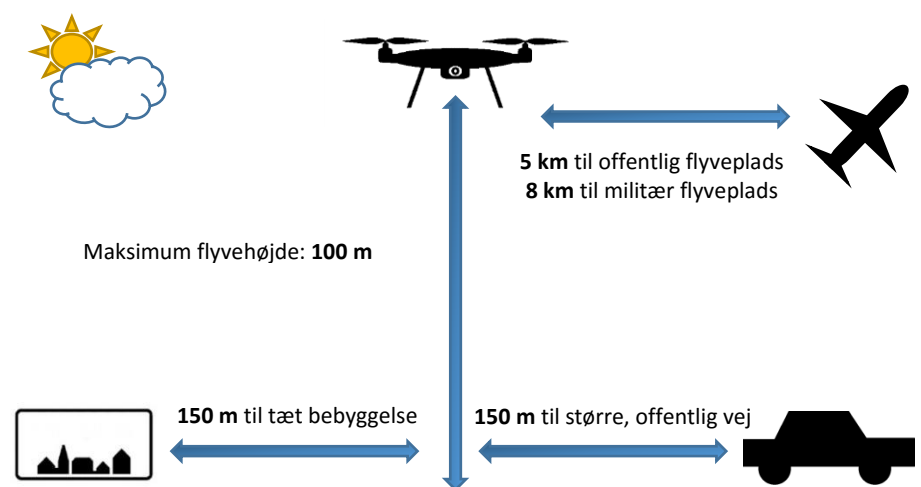 5 km til offentlig flyveplads
8 km til militær flyveplads
Maksimum flyvehøjde: 100 m
150 m til tæt bebyggelse
150 m til større, offentlig vej